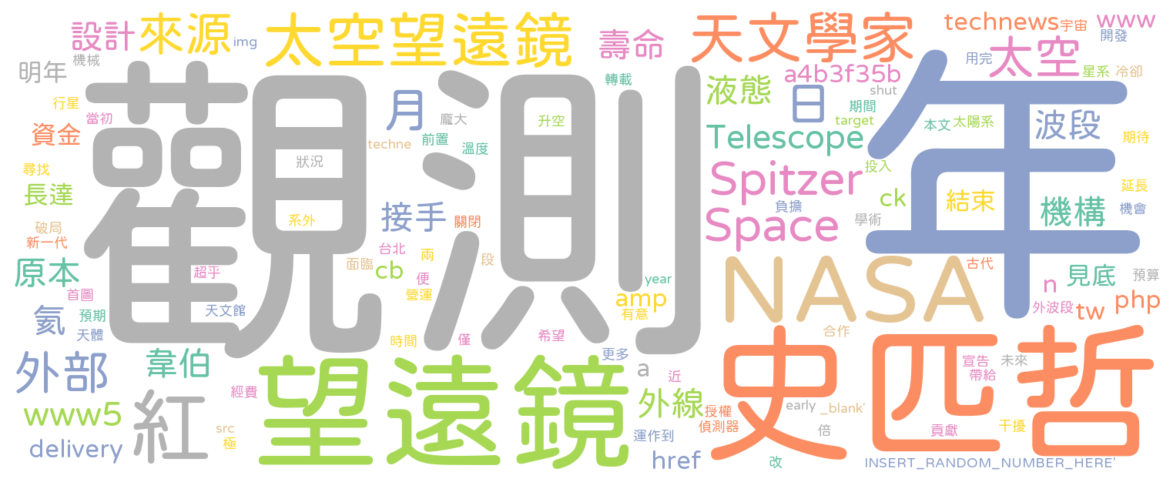 設計 來源 img 太空望遠鏡 壽命 天文學家 technews 宇宙 www
機械 開發
明年 太空
轉載 a4b3f35b 用完 星系 冷卻
行星 觀測 月 龐大 液態 日 shut 年
當初 升空 期間 波段
資金 techne 前置 溫度 Telescope target 本文 太陽系 期待
狀況
尋找 Spitzer 投入 延長
長達 接手 ck 結束 機構 機會
破局 系外 關閉 Space 負擔 學術
新一代 台北 兩
原本 超乎 面臨 cb 段 NASA 古代 見底 預算
首圖 便 year n
氦 預期 天文館 營運 amp 外波段 tw php
天體 有意
時間 僅 希望 史匹哲 合作
外部 韋伯 望遠鏡 更多 a 近 宣告 未來
經費 帶給
www5 紅 外線 授權 early _blank'
src 偵測器 倍 貢獻 干擾
delivery 極 運作到
href 改 INSERT_RANDOM_NUMBER_HERE'